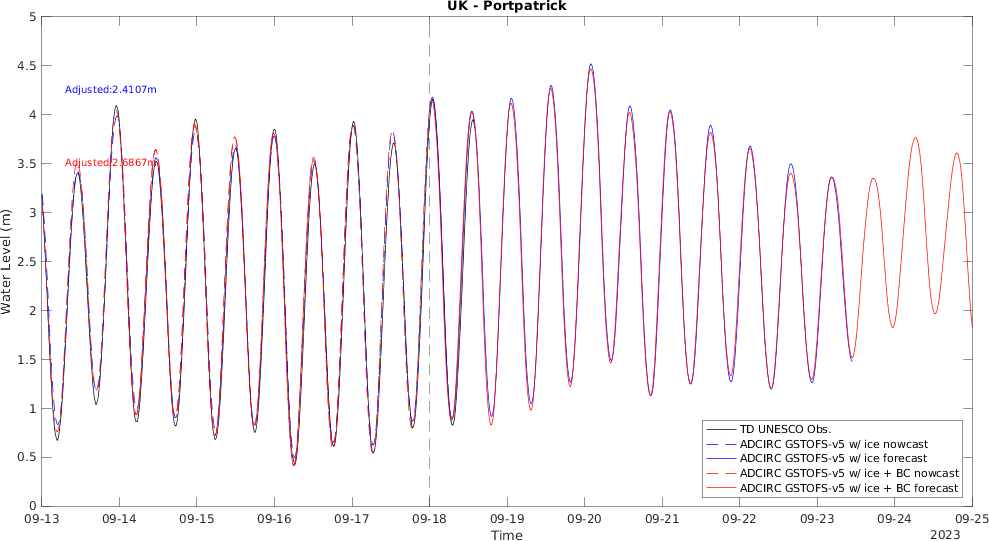 UK - Portpatrick
5
4.5
4
3.5
3
2.5
2
1.5
1
0.5
0
Water Level (m)
Adjusted:2.4107m
Adjusted:2.6867m
TD UNESCO Obs.
ADCIRC GSTOFS-v5 w/ ice nowcast
ADCIRC GSTOFS-v5 w/ ice forecast
ADCIRC GSTOFS-v5 w/ ice + BC nowcast
ADCIRC GSTOFS-v5 w/ ice + BC forecast
09-13 09-14 09-15 09-16 09-17 09-18 09-19 09-20 09-21 09-22 09-23 09-24 09-25
Time
2023